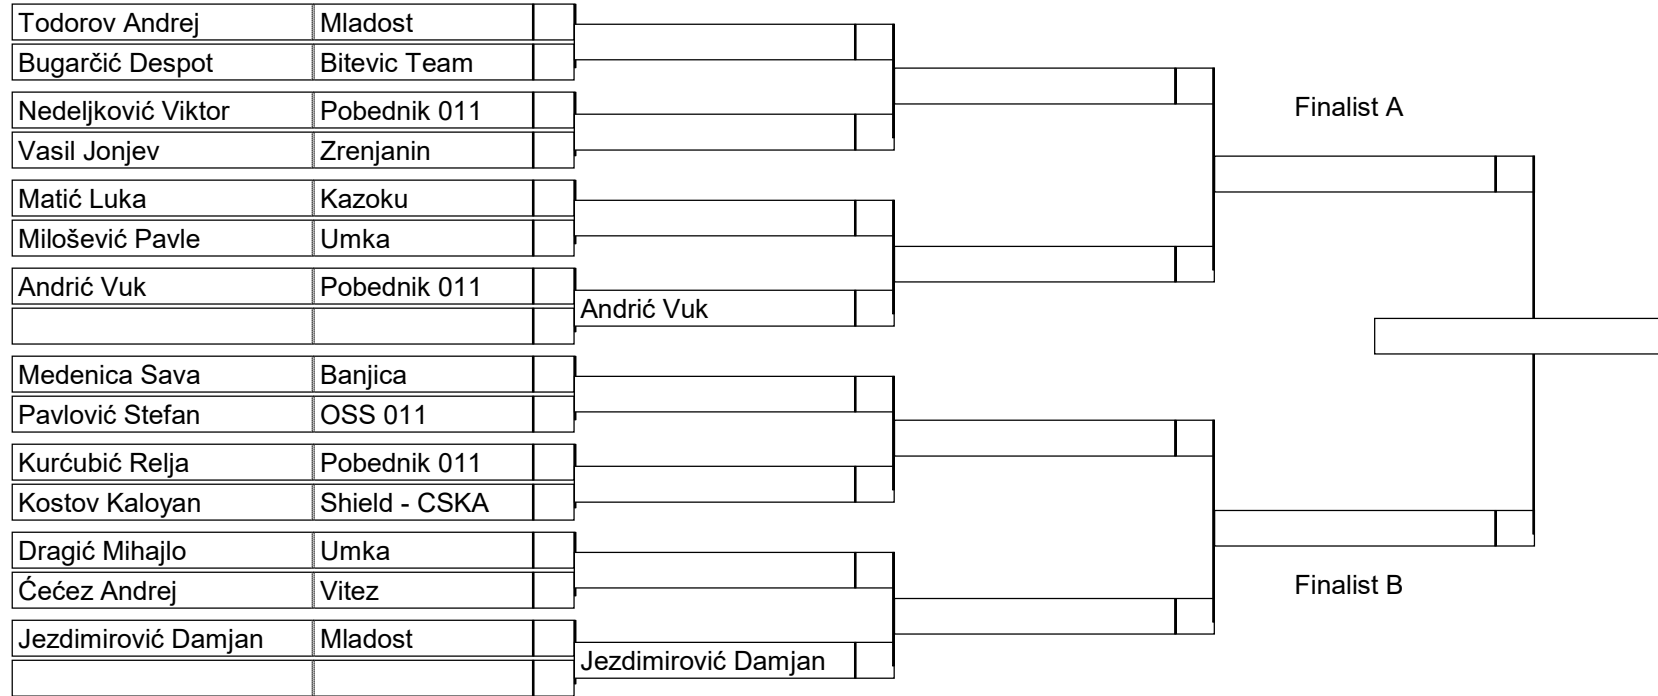 Todorov Andrej Mladost
Bugarčić Despot Bitevic Team
Nedeljković Viktor Pobednik 011
Finalist A
Vasil Jonjev Zrenjanin
Matić Luka Kazoku
Milošević Pavle Umka
Andrić Vuk Pobednik 011
Andrić Vuk
Medenica Sava Banjica
Pavlović Stefan OSS 011
Kurćubić Relja Pobednik 011
Kostov Kaloyan Shield - CSKA
Dragić Mihajlo Umka
Ćećez Andrej Vitez
Finalist B
Jezdimirović Damjan Mladost
Jezdimirović Damjan